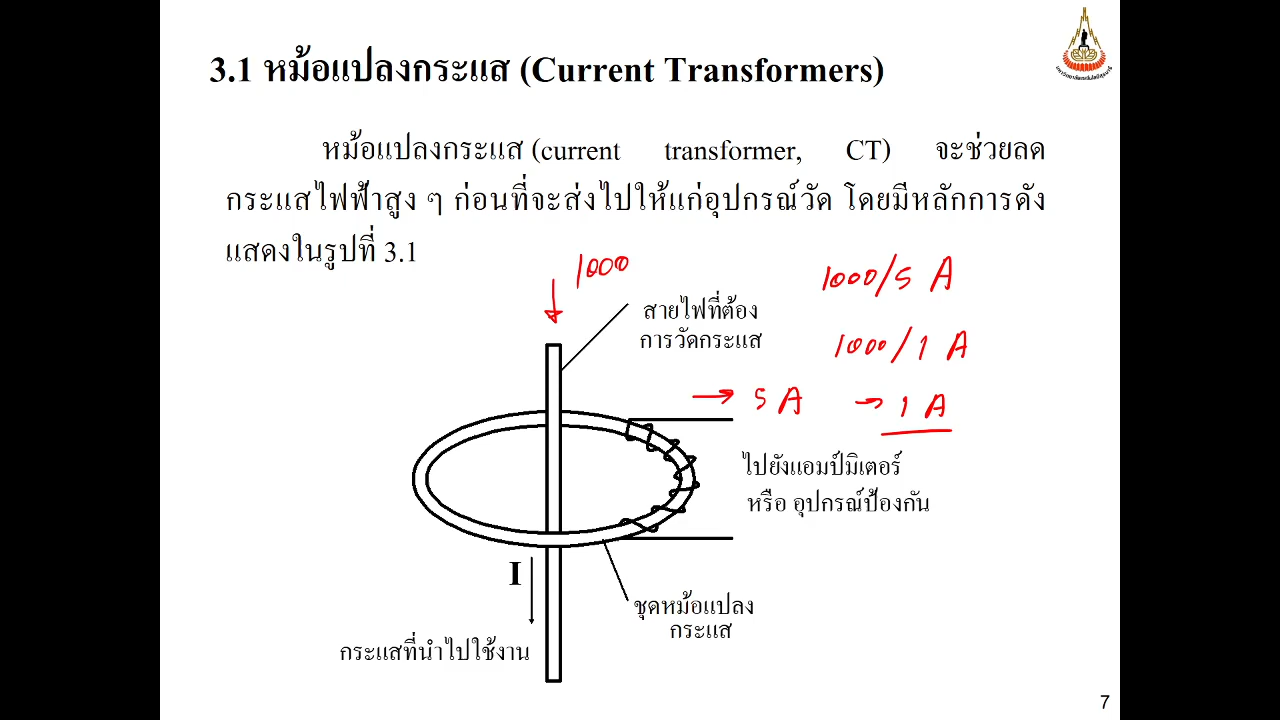 3.1 หม้อแปลงกระแส (Current Transformers)
หม้อแปลงกระแส (current transformer, CT) จะช่วยลด
กระแสไฟฟ้าสูง ๆ ก่อนที่จะส่งไปให้แก่อุปกรณ์วัด โดยมีหลักการดัง
แสดงในรูปที่ 3.1
1000
1000/5 A
สายไฟที่ต้อง
การวัดกระแส
1000/1 A
→ 5 A → 1 A
ไปยังแอมป์มิเตอร์
หรือ อุปกรณ์ป้องกัน
I
ชุดหม้อแปลง
กระแส
กระแสที่นำไปใช้งาน
7